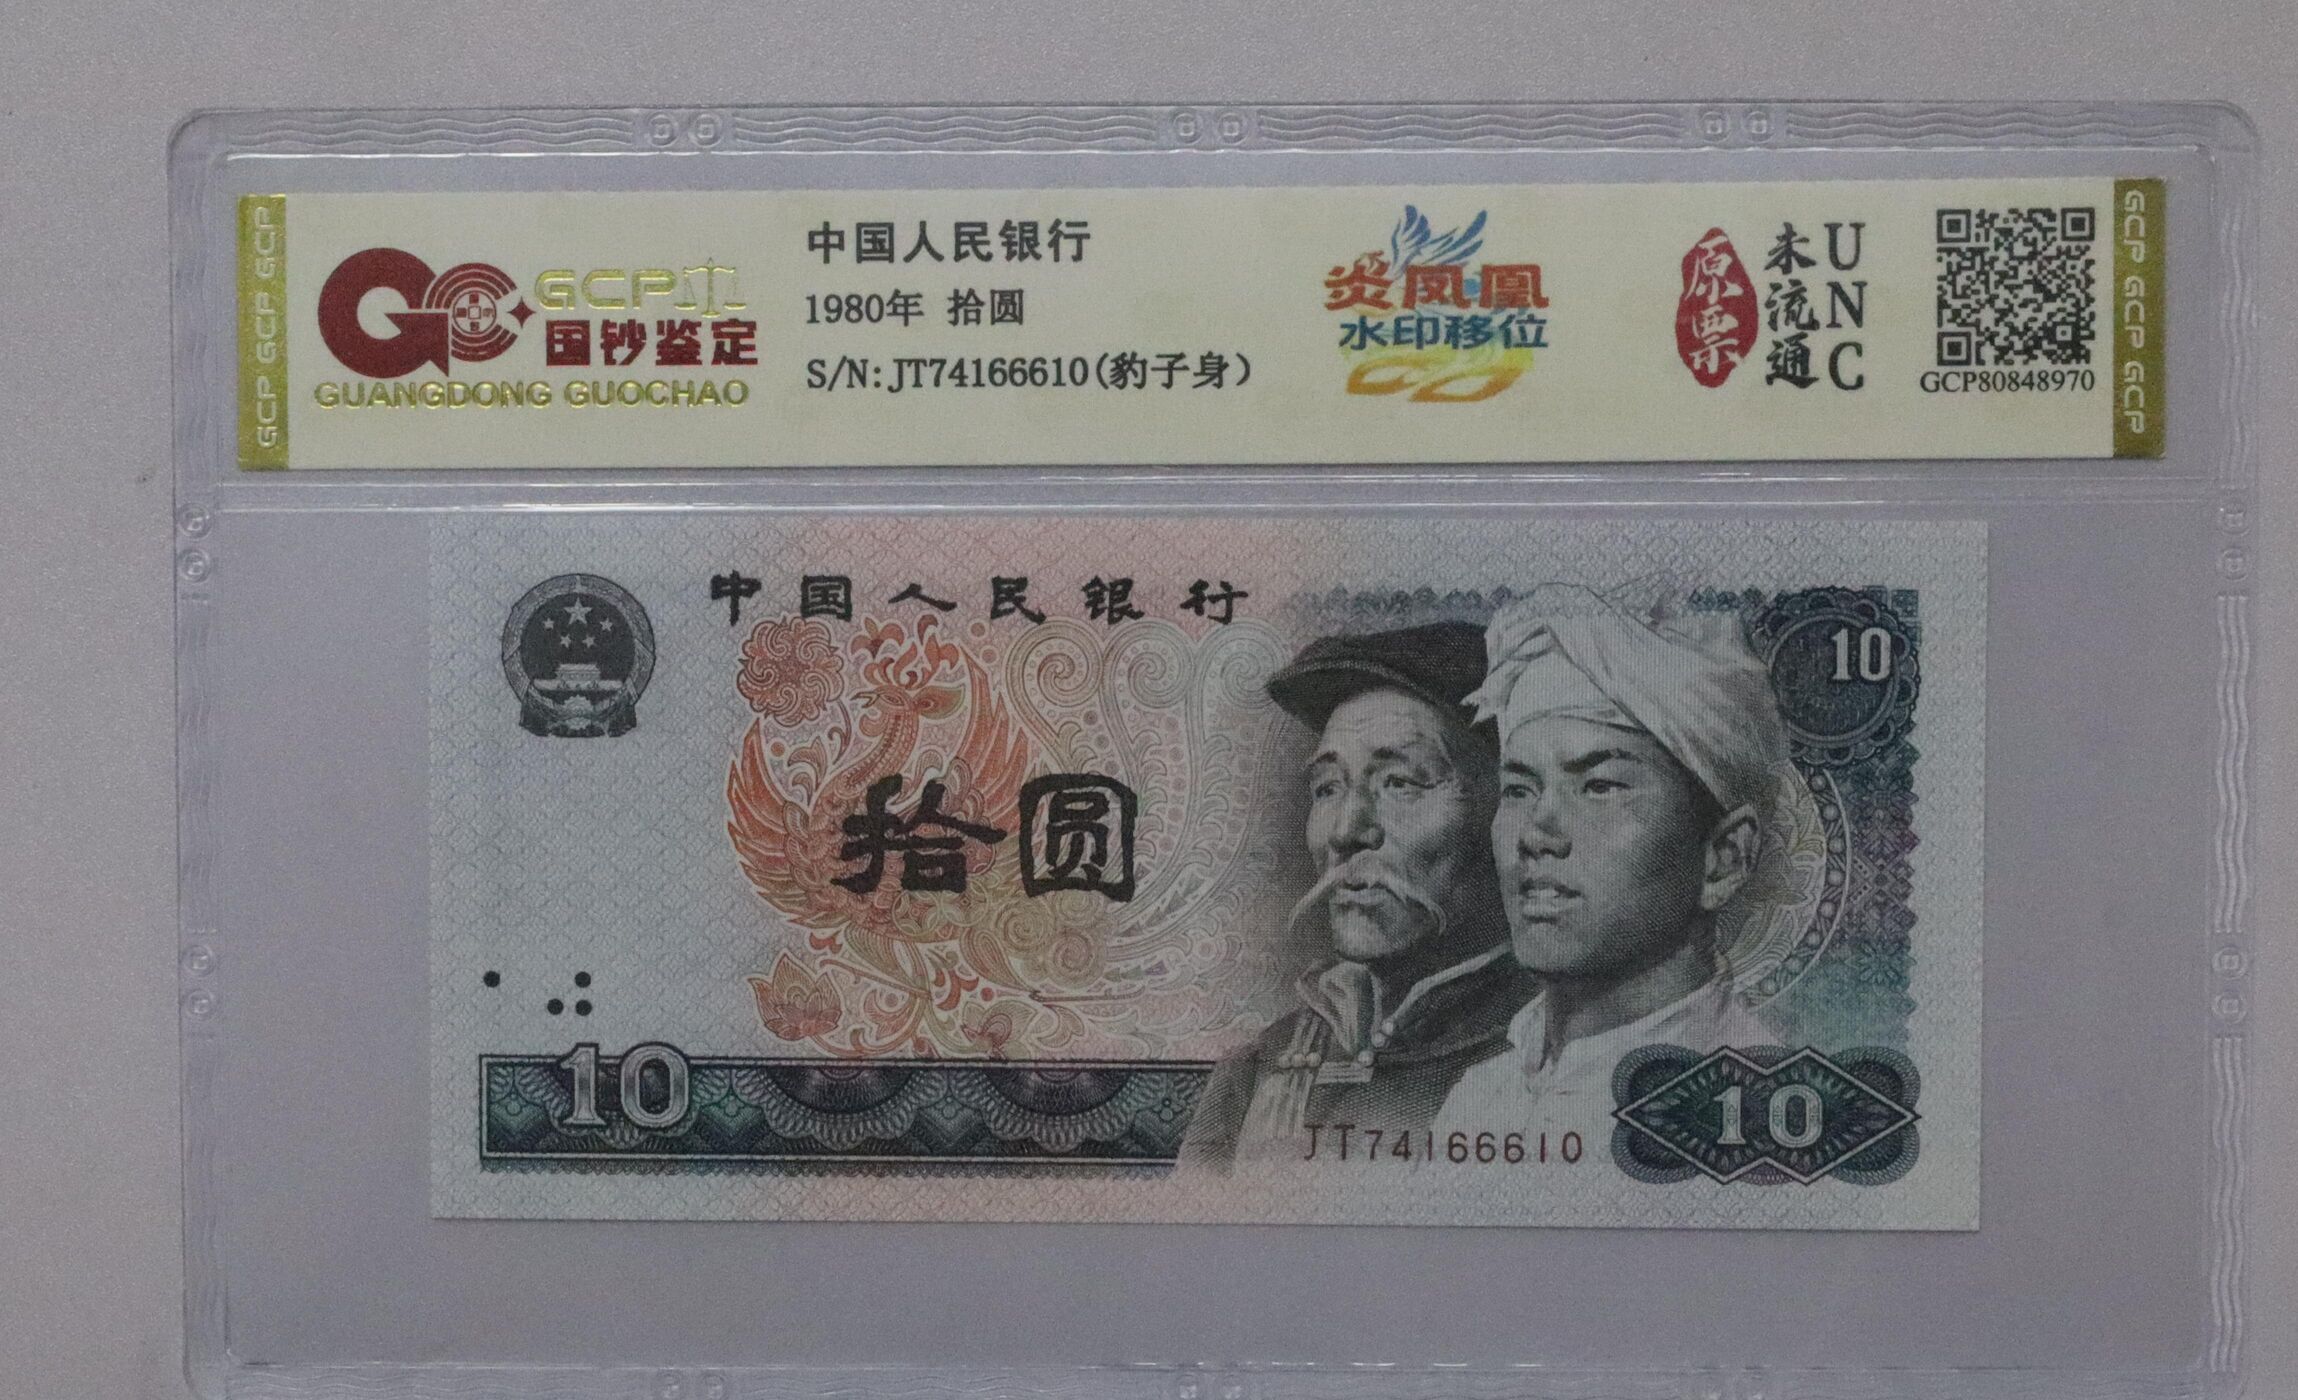 GCP GCP GCP
GCP
国钞鉴定
GUANGDONG GUOCHAO
中国人民银行
1980年 拾圆
S/N:JT74166610(豹子身)
炎凤凰
水印移位
原票
未流通
UNC
GCP80848970
GCP GCP GCP
中国人民银行
10
拾圆
10
JT74166610
10